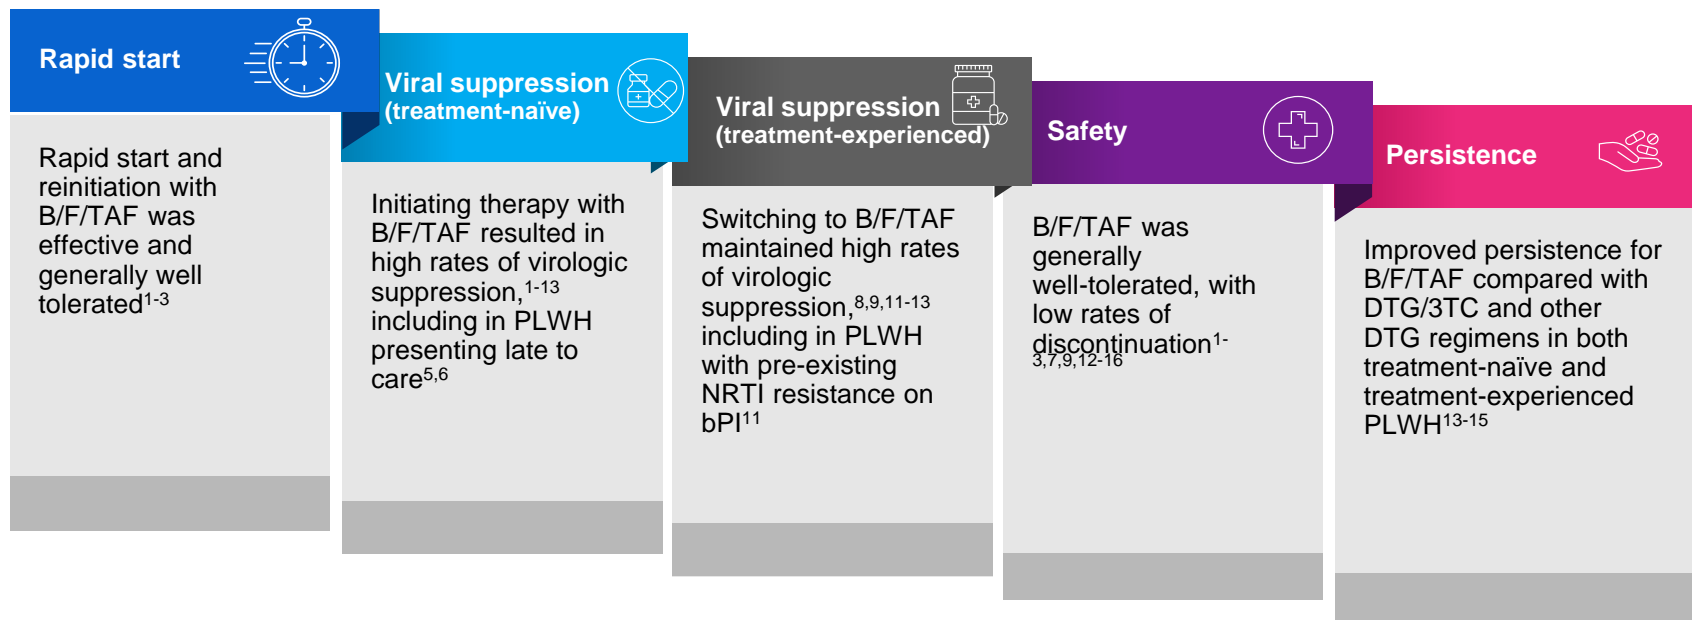 Rapid start
Rapid start and
reinitiation with
B/F/TAF was
effective and
generally well
tolerated1-3
Viral suppression
(treatment-naïve)
Initiating therapy with
B/F/TAF resulted in
high rates of virologic
suppression,1-13
including in PLWH
presenting late to
care5,6
Viral suppression
(treatment-experienced)
Switching to B/F/TAF
maintained high rates
of virologic
suppression,8,9,11-13
including in PLWH
with pre-existing
NRTI resistance on
bPI11
Safety
B/F/TAF was
generally
well-tolerated, with
low rates of
discontinuation1-
3,7,9,12-16
Persistence
Improved persistence for
B/F/TAF compared with
DTG/3TC and other
DTG regimens in both
treatment-naïve and
treatment-experienced
PLWH13-15